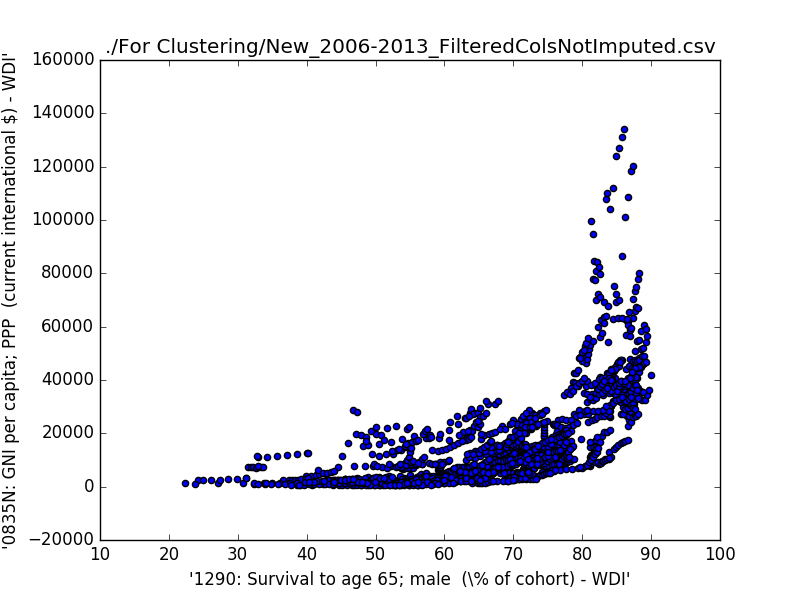 ./For Clustering/New_2006-2013_FilteredColsNotImputed.csv
'0835N: GNI per capita; PPP  (current international $) - WDI'
160000
140000
120000
100000
80000
60000
40000
20000
0
−20000
10 20 30 40 50 60 70 80 90 100
'1290: Survival to age 65; male  (\% of cohort) - WDI'